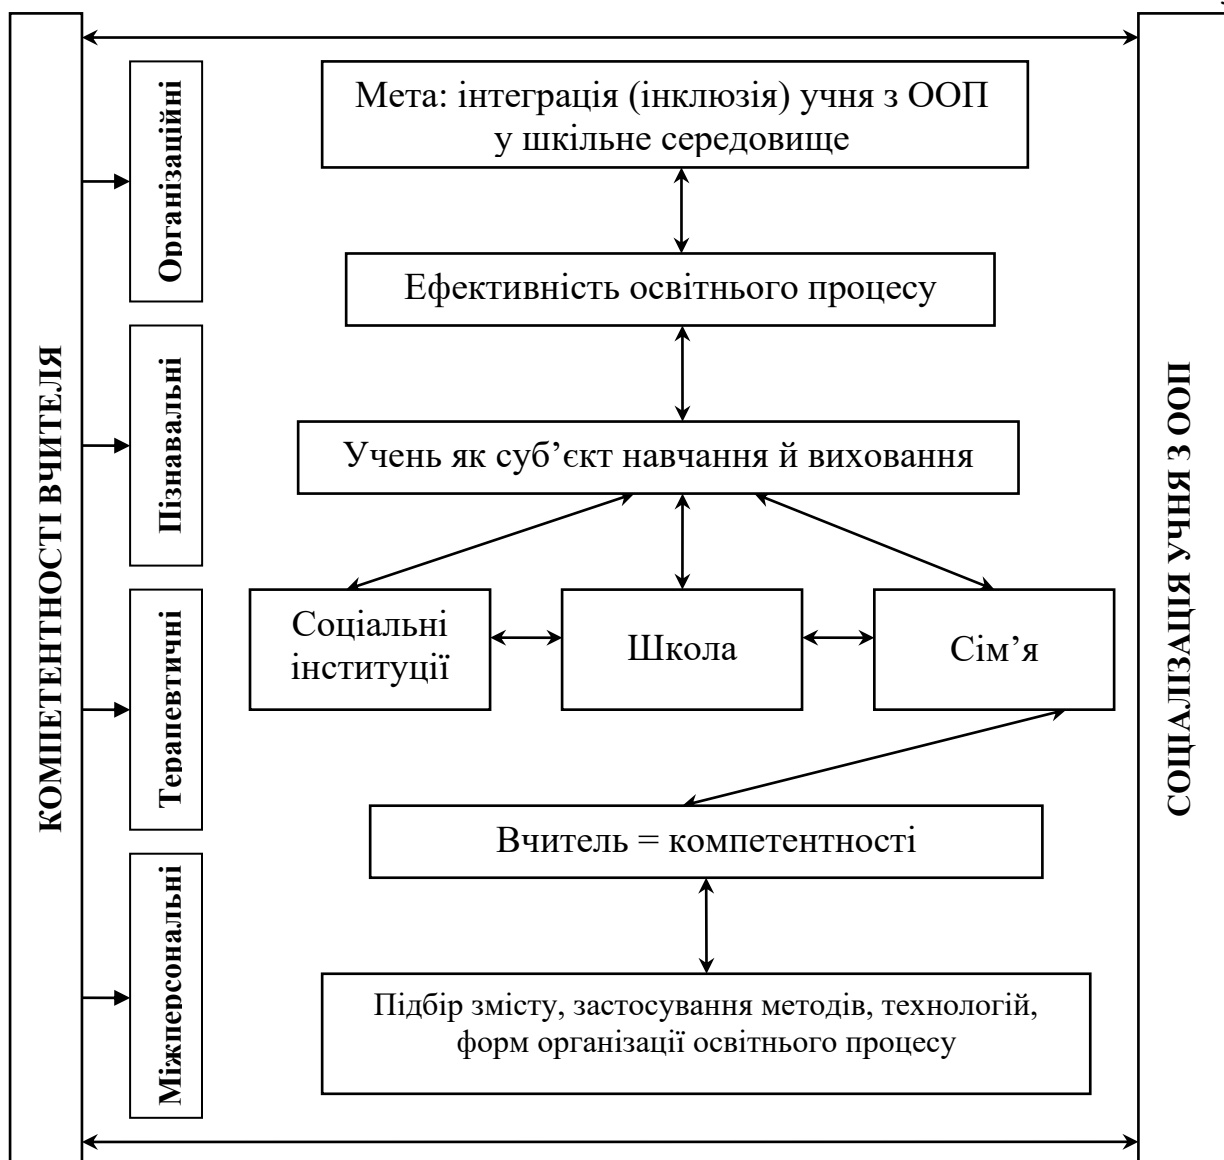 КОМПЕТЕНТНОСТІ ВЧИТЕЛЯ
Організаційні
Пізнавальні
Терапевтичні
Міжперсональні
Мета: інтеграція (інклюзія) учня з ООП
у шкільне середовище
Ефективність освітнього процесу
Учень як суб’єкт навчання й виховання
Соціальні
інституції
Школа
Сім’я
Вчитель = компетентності
Підбір змісту, застосування методів, технологій,
форм організації освітнього процесу
СОЦІАЛІЗАЦІЯ УЧНЯ З ООП